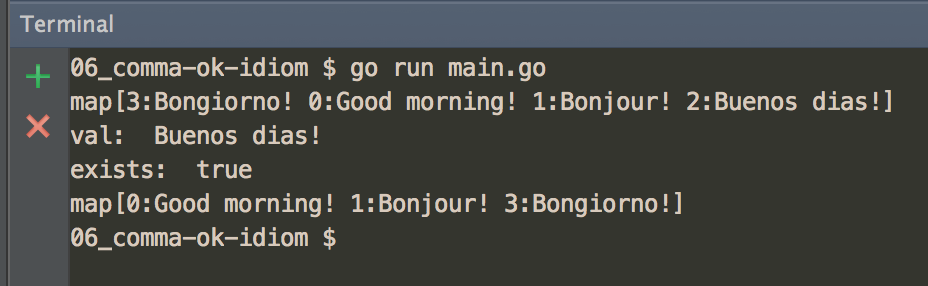 Terminal
06_comma-ok-idiom $ go run main.go
map[3:Bongiorno! 0:Good morning! 1:Bonjour! 2:Buenos dias!]
val:  Buenos dias!
exists:  true
map[0:Good morning! 1:Bonjour! 3:Bongiorno!]
06_comma-ok-idiom $